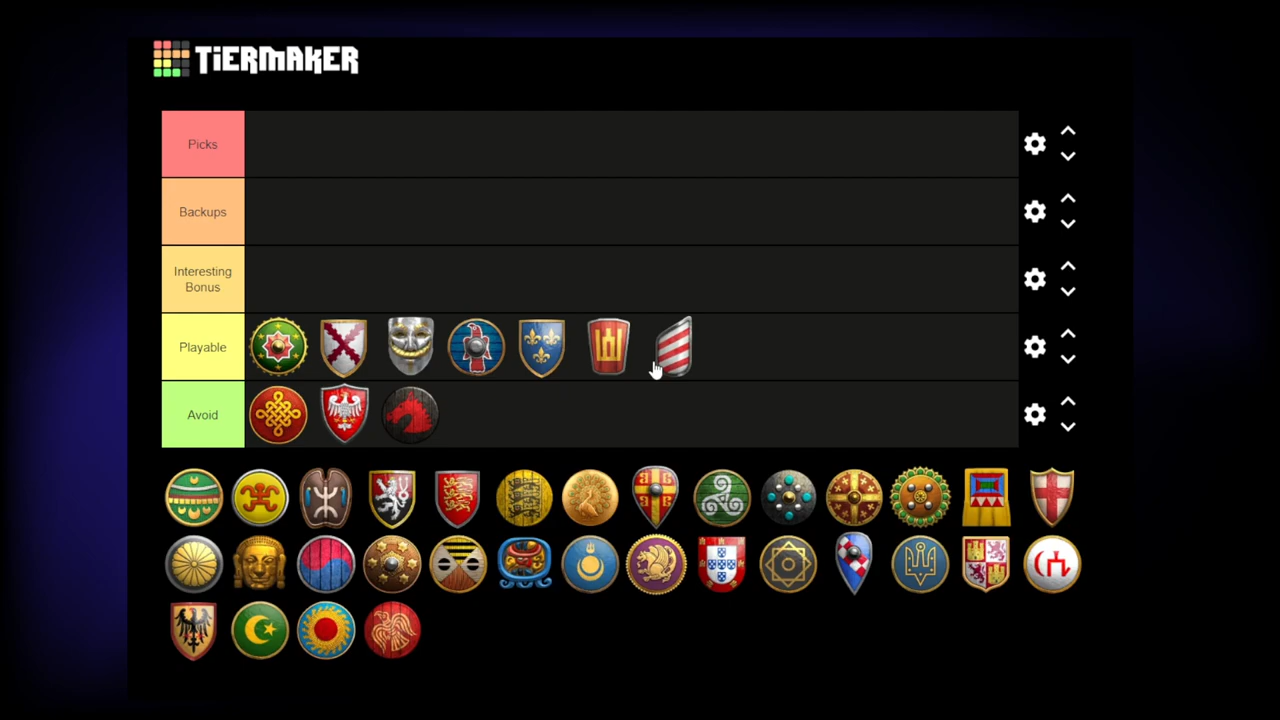 TIERMAKER
Picks
Backups
Interesting
Bonus
Playable
Avoid